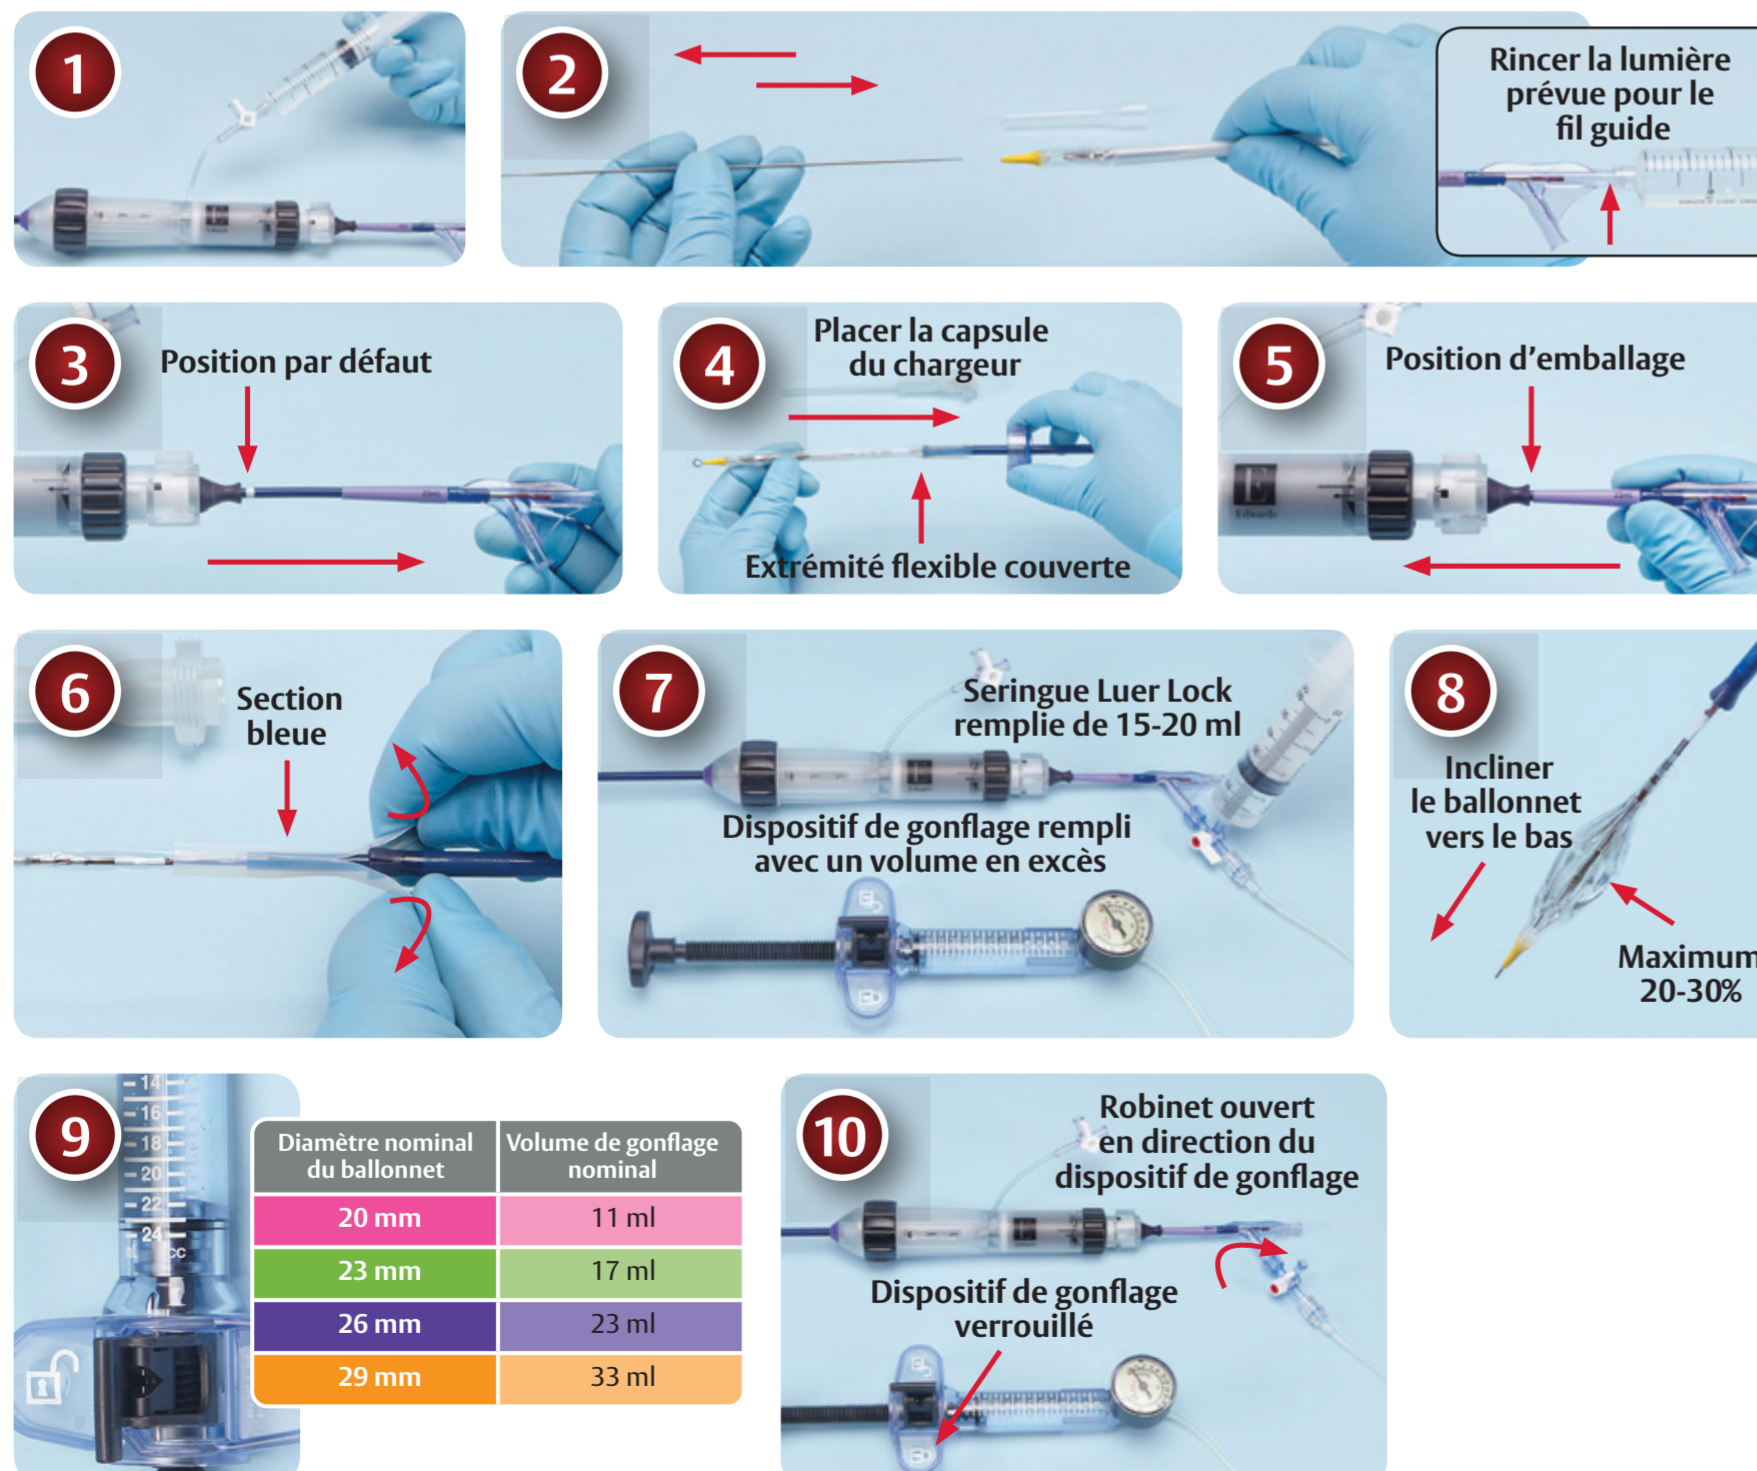 1
2
Rincer la lumière
prévue pour le
fil guide
3
Position par défaut
4
Placer la capsule
du chargeur
Extrémité flexible couverte
5
Position d’emballage
E
Edwards
6
Section
bleue
7
Seringue Luer Lock
remplie de 15-20 ml
Dispositif de gonflage rempli
avec un volume en excès
8
Incliner
le ballonnet
vers le bas
Maximum
20-30%
9
14
16
18
20
22
24
CC
Diamètre nominal
du ballonnet
Volume de gonflage
nominal
20 mm 11 ml
23 mm 17 ml
26 mm 23 ml
29 mm 33 ml
10
Robinet ouvert
en direction du
dispositif de gonflage
Dispositif de gonflage
verrouillé